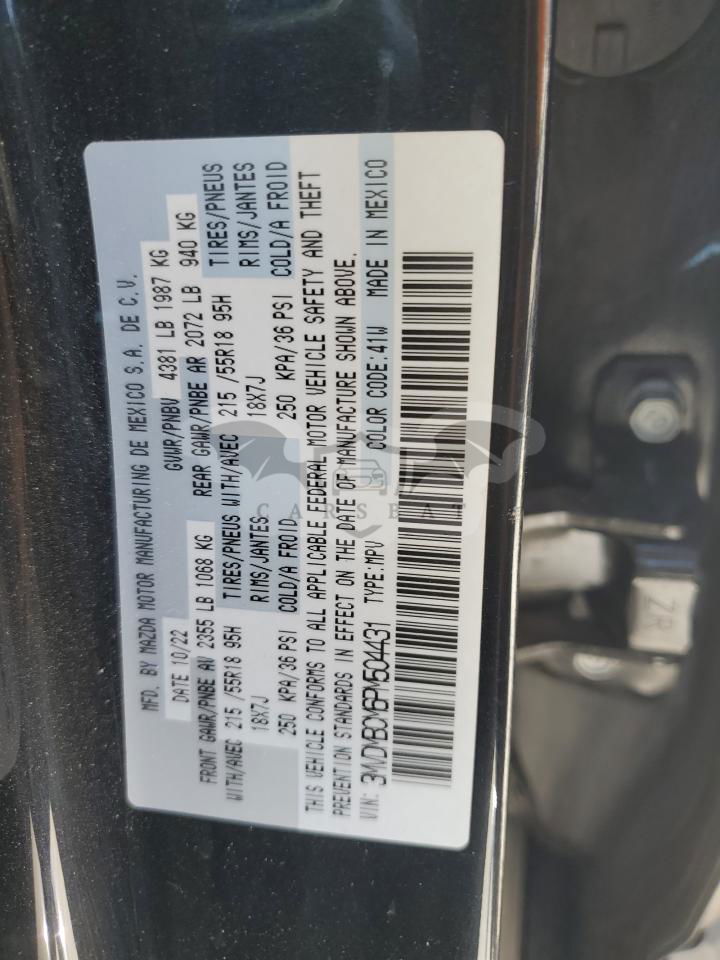 MFD. BY MAZDA MOTOR MANUFACTURING DE MEXICO S.A. DE C.V.
DATE 10/22 GVWR/PNBV 4381 LB 1987 KG
FRONT GAWR/PNBE AV 2355 LB 1068 KG REAR GAWR/PNBE AR 2072 LB 940 KG
WITH/AVEC 215 /55R18 95H TIRES/PNEUS WITH/AVEC 215 /55R18 95H TIRES/PNEUS
18X7J RIMS/JANTES 18X7J RIMS/JANTES
250 KPA/36 PSI COLD/A FROID 250 KPA/36 PSI COLD/A FROID
THIS VEHICLE CONFORMS TO ALL APPLICABLE FEDERAL MOTOR VEHICLE SAFETY AND THEFT
PREVENTION STANDARDS IN EFFECT ON THE DATE OF MANUFACTURE SHOWN ABOVE.
VIN: 3MVDMBCM6PM504431 TYPE:MPV COLOR CODE:41W MADE IN MEXICO
CARSBAT
ZR